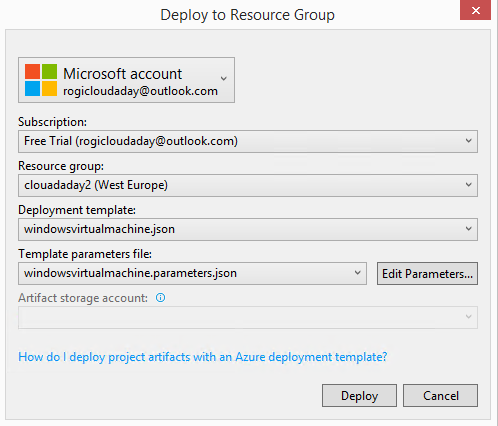 Deploy to Resource Group
Microsoft account
rogicloudaday@outlook.com
Subscription:
Free Trial (rogicloudaday@outlook.com)
Resource group:
clouadaday2 (West Europe)
Deployment template:
windowsvirtualmachine.json
Template parameters file:
windowsvirtualmachine.parameters.json
Edit Parameters...
Artifact storage account:
How do I deploy project artifacts with an Azure deployment template?
Deploy
Cancel